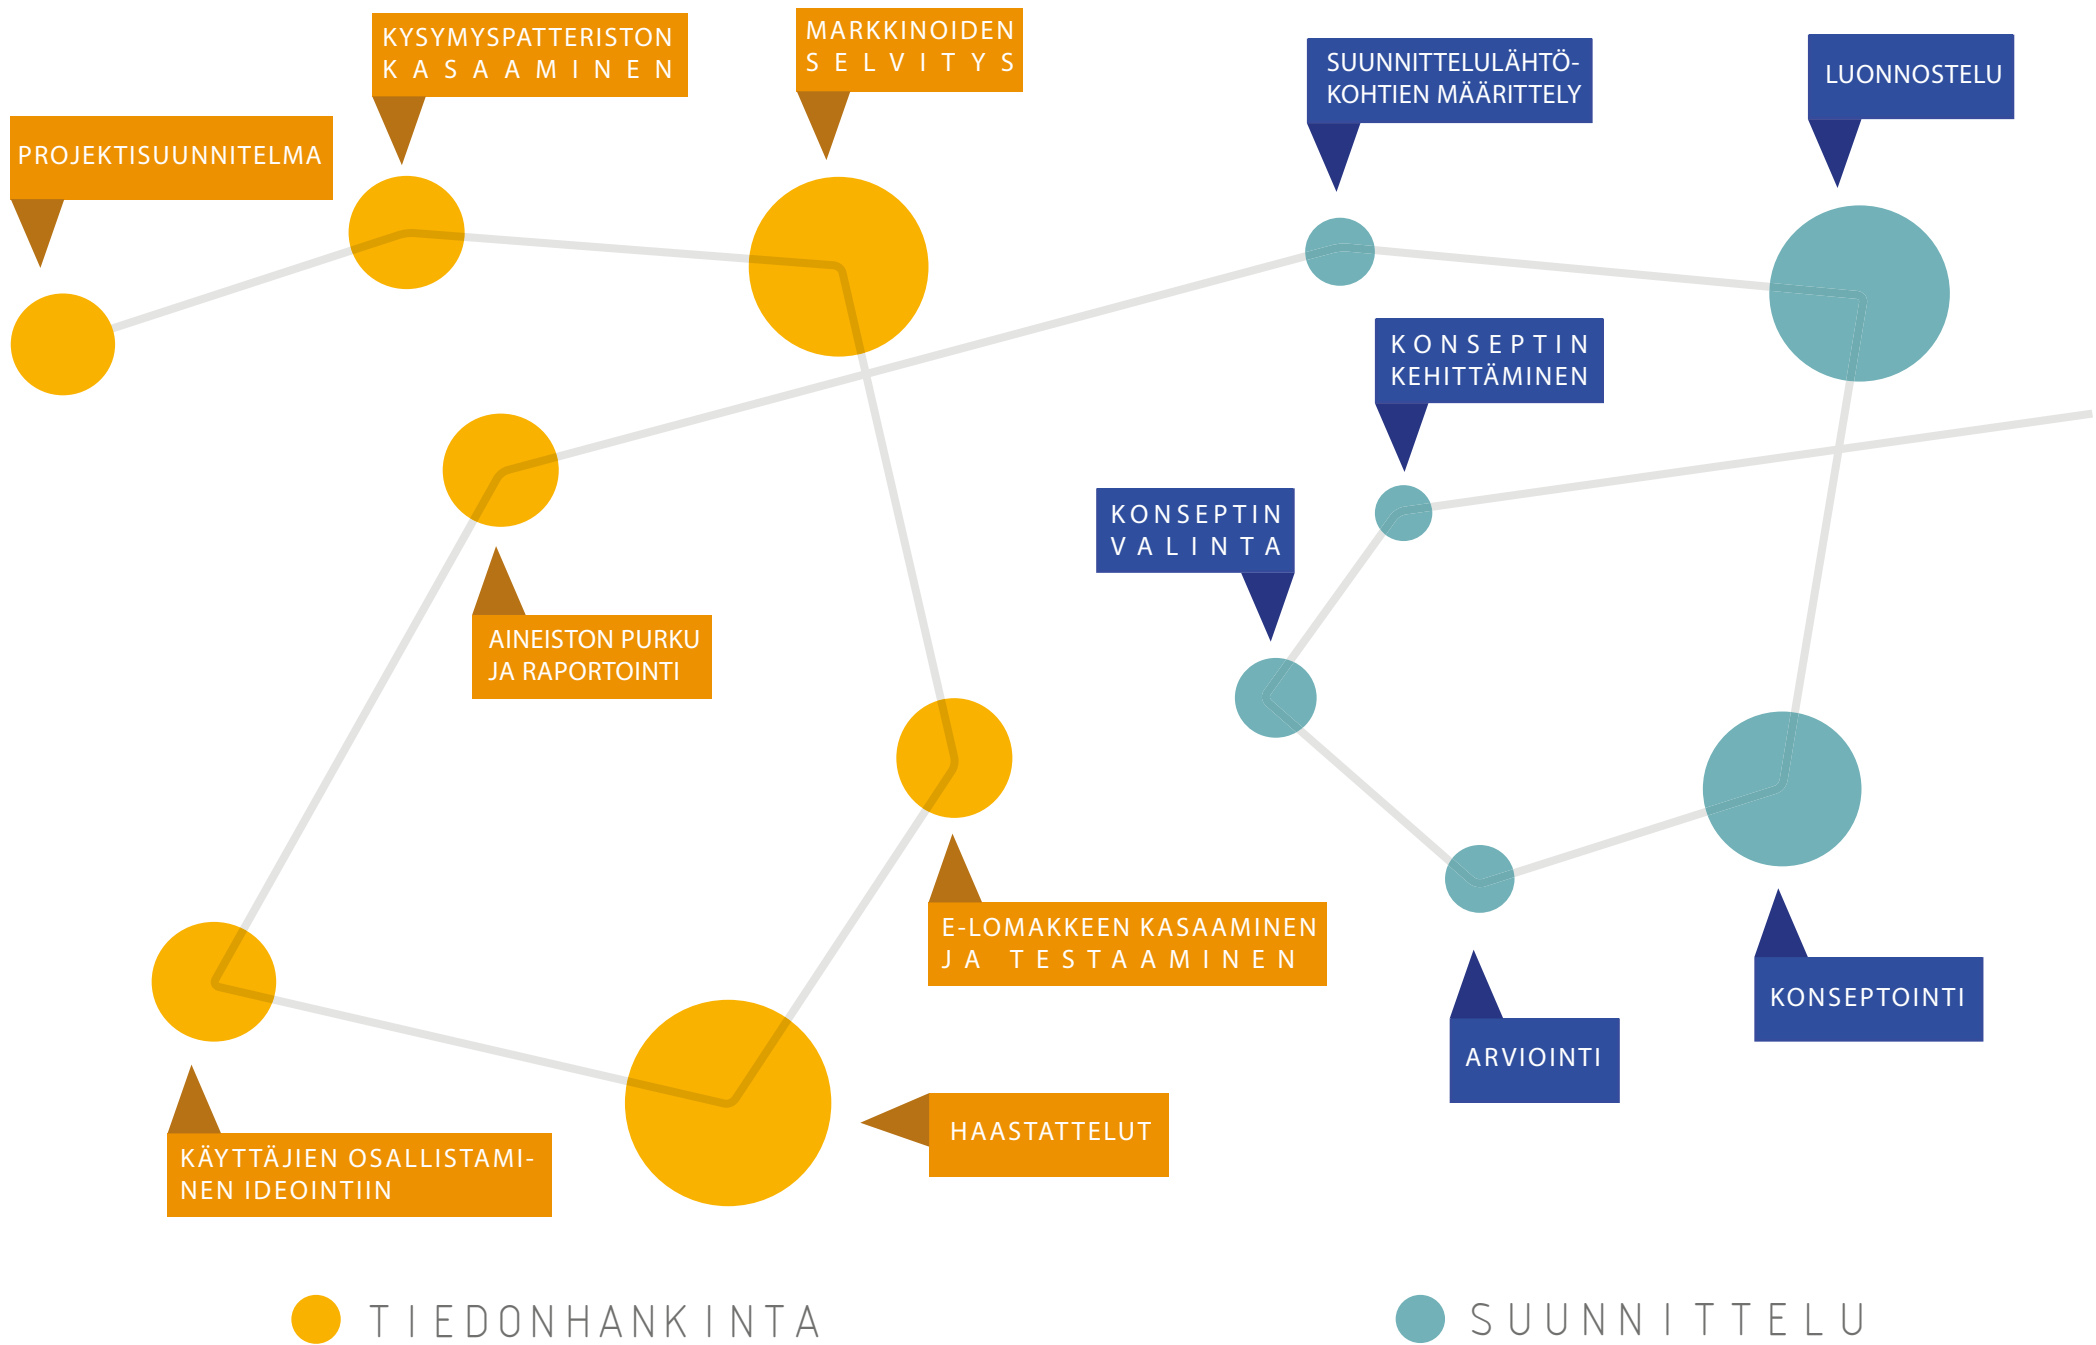 KYSYMYSPATTERISTON
KASAAMINEN
MARKKINOIDEN
SELVITYS
SUUNNITTELULÄHTÖ-
KOHTIEN MÄÄRITTELY
LUONNOSTELU
PROJEKTISUUNNITELMA
KONSEPTIN
KEHITTÄMINEN
KONSEPTIN
VALINTA
AINEISTON PURKU
JA RAPORTOINTI
E-LOMAKKEEN KASAAMINEN
JA TESTAAMINEN
KONSEPTOINTI
ARVIOINTI
HAASTATTELUT
KÄYTTÄJIEN OSALLISTAMI-
NEN IDEOINTIIN
TIEDONHANKINTA
SUUNNITTELU